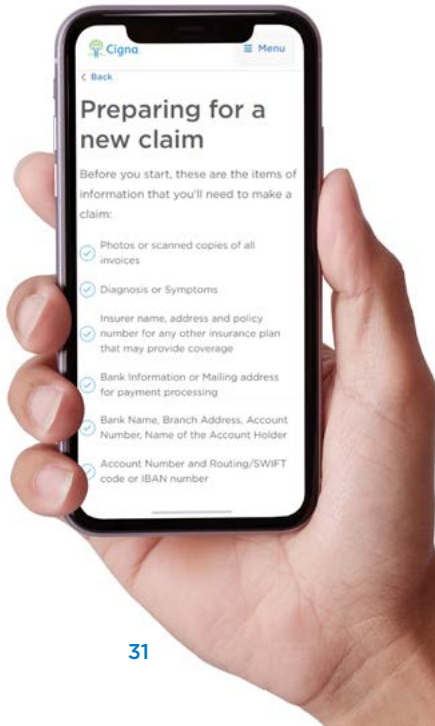 Cigna
Menu
Back
Preparing for a
new claim
Before you start, these are the items of
information that you'll need to make a
claim:
Photos or scanned copies of all
invoices
Diagnosis or Symptoms
Insurer name, address and policy
number for any other insurance plan
that may provide coverage
Bank Information or Mailing address
for payment processing
Bank Name, Branch Address, Account
Number, Name of the Account Holder
Account Number and Routing/SWIFT
code or IBAN number
31